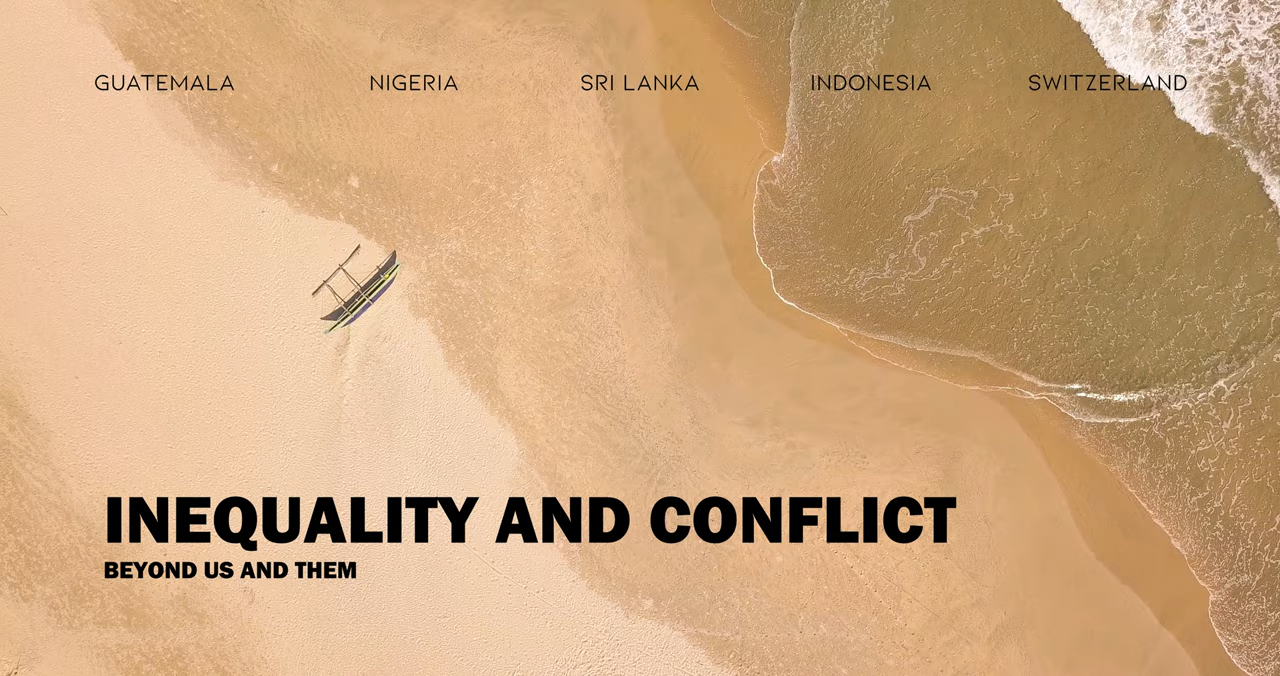 GUATEMALA NIGERIA SRI LANKA INDONESIA SWITZERLAND
INEQUALITY AND CONFLICT
BEYOND US AND THEM